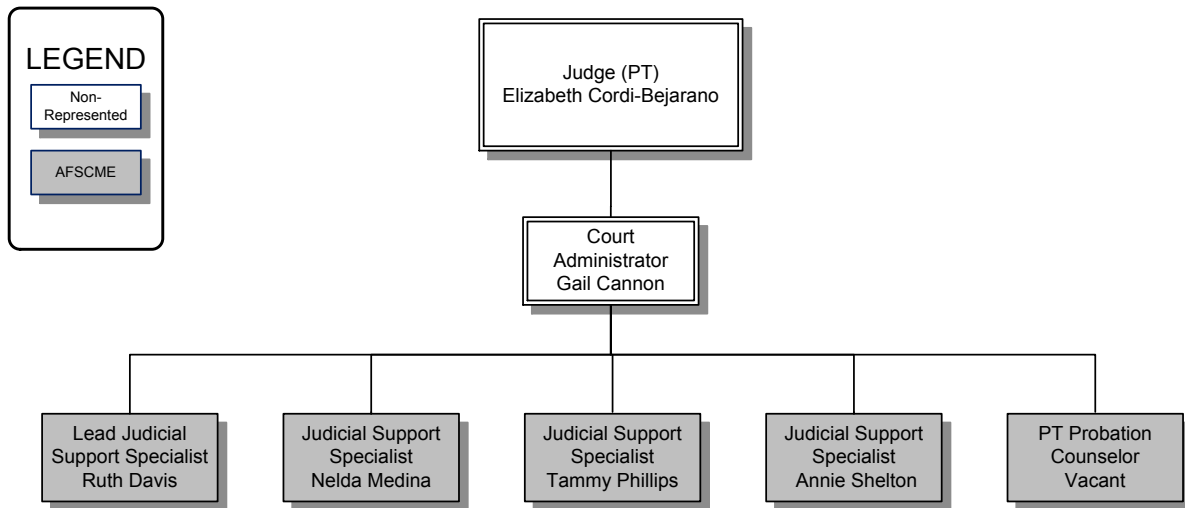 LEGEND
Non-
Represented
AFSCME
Judge (PT)
Elizabeth Cordi-Bejarano
Court
Administrator
Gail Cannon
Lead Judicial
Support Specialist
Ruth Davis
Judicial Support
Specialist
Nelda Medina
Judicial Support
Specialist
Tammy Phillips
Judicial Support
Specialist
Annie Shelton
PT Probation
Counselor
Vacant